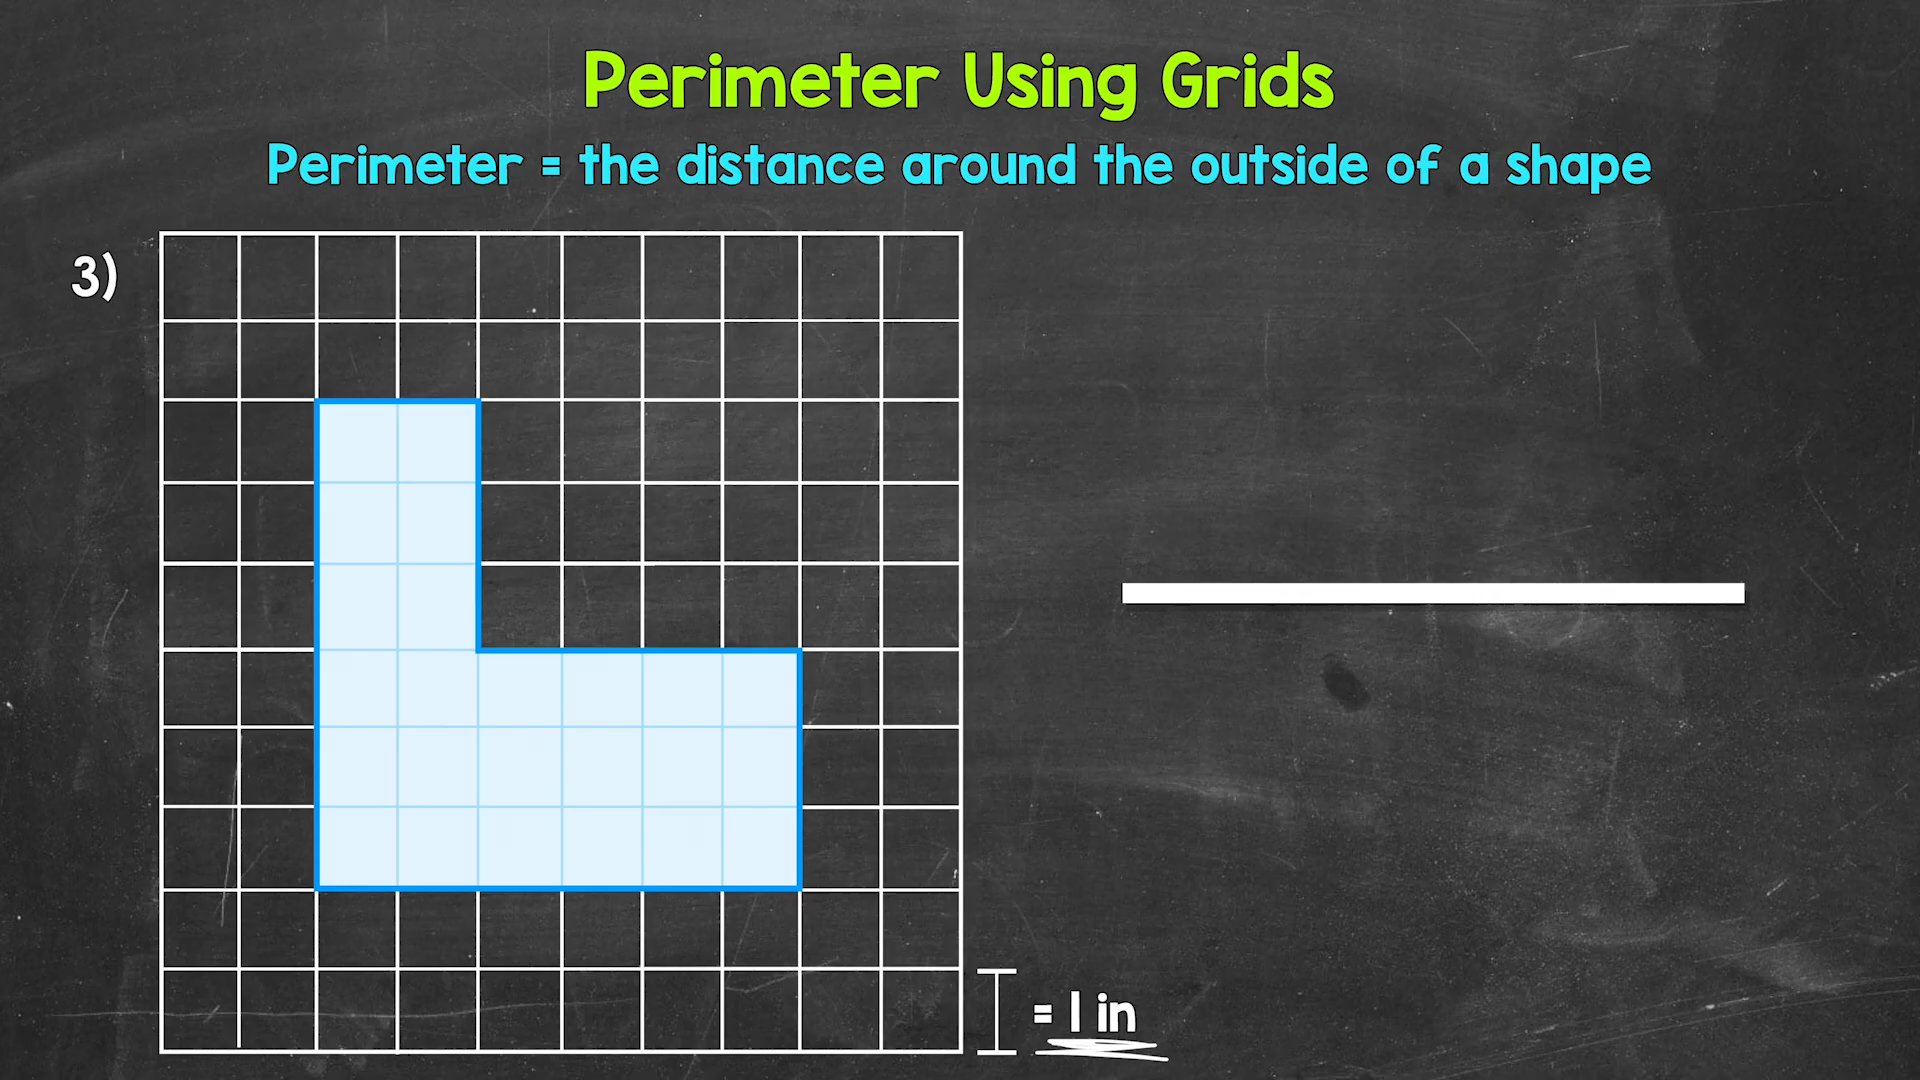 Perimeter Using Grids
Perimeter = the distance around the outside of a shape
3)
= 1 in